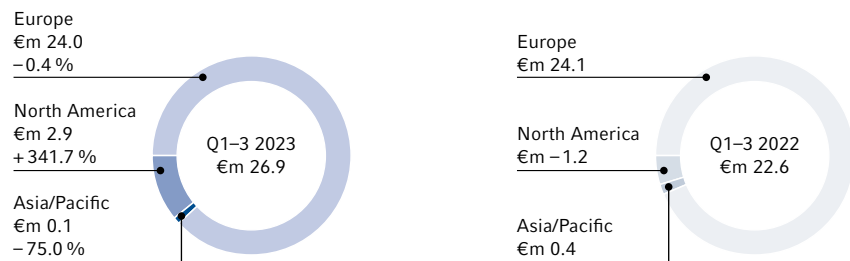 Europe
€m 24.0
−0.4 %
North America
€m 2.9
+341.7 %
Asia/Pacific
€m 0.1
−75.0 %
Q1–3 2023
€m 26.9
Europe
€m 24.1
North America
€m −1.2
Asia/Pacific
€m 0.4
Q1–3 2022
€m 22.6